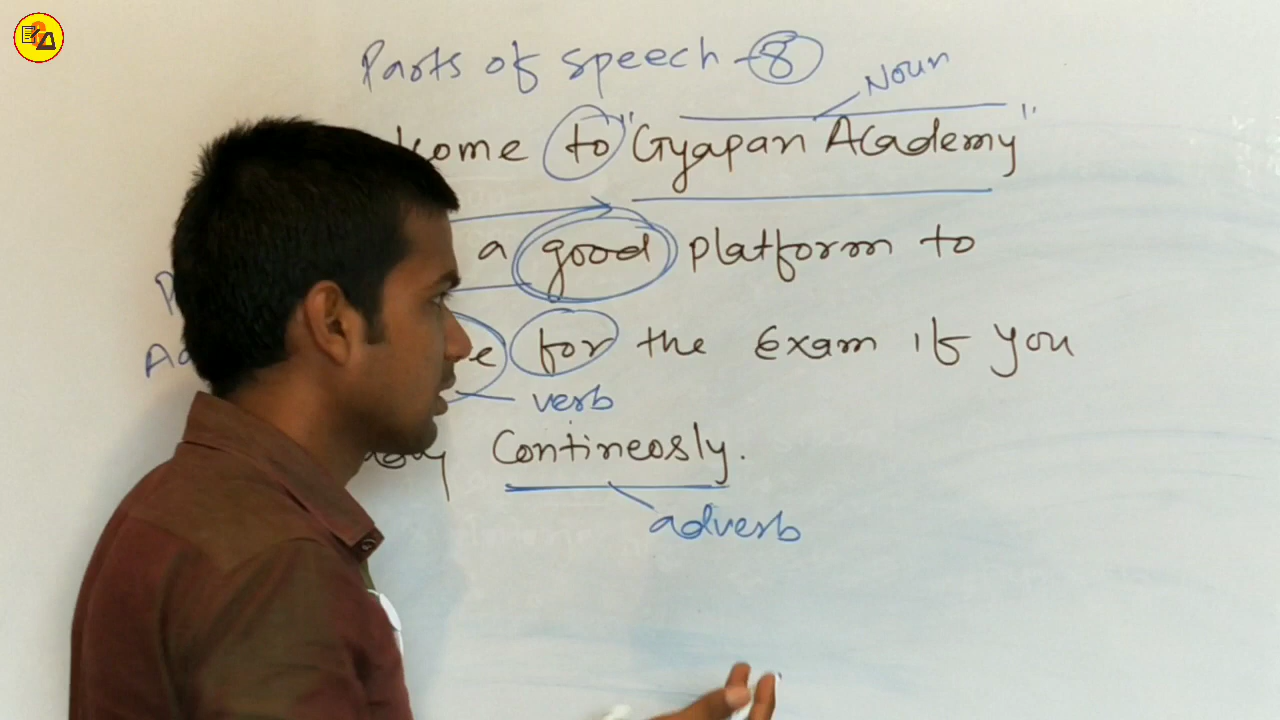 Parts of speech - 8
Noun
come to "Gyapan Academy"
a good platform to
for the Exam if you
verb
Contineosly.
adverb